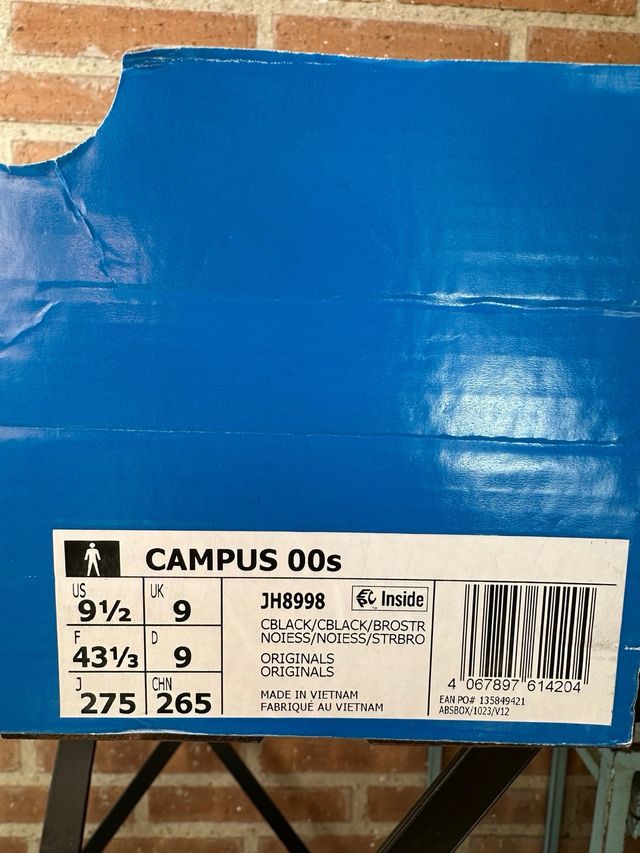 CAMPUS 00s
US 9½ UK 9
F 43⅓ D 9
J 275 CHN 265
JH8998
Inside
CBLACK/CBLACK/BROSTR
NOIESS/NOIESS/STRBRO
ORIGINALS
ORIGINALS
MADE IN VIETNAM
FABRIQUÉ AU VIETNAM
4 067897 614204
EAN PO# 135849421
ABSBOX/1023/V12